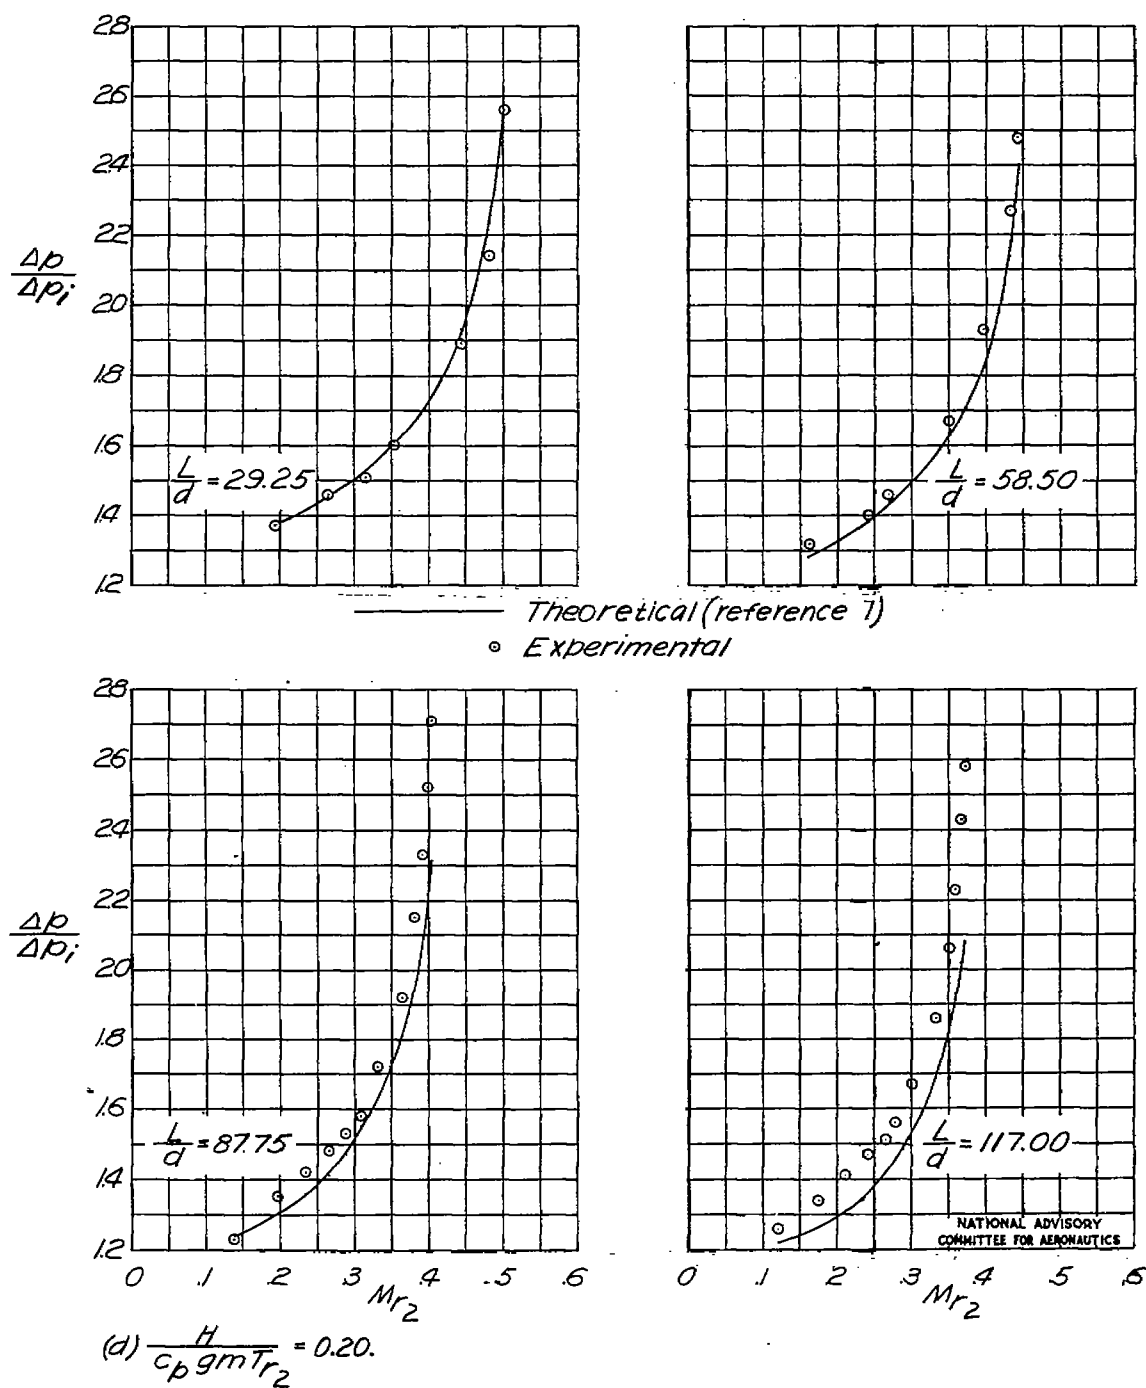 2.8
2.6
2.4
2.2
2.0
1.8
1.6
1.4
1.2
Δp/Δpi
L/d = 29.25
L/d = 58.50
Theoretical (reference 1)
⊙ Experimental
2.8
2.6
2.4
2.2
2.0
1.8
1.6
1.4
1.2
Δp/Δpi
L/d = 87.75
L/d = 117.00
NATIONAL ADVISORY
COMMITTEE FOR AERONAUTICS
0 .1 .2 .3 .4 .5 .6
Mr2
0 .1 .2 .3 .4 .5 .6
Mr2
(d) H/cp gmTr2 = 0.20.